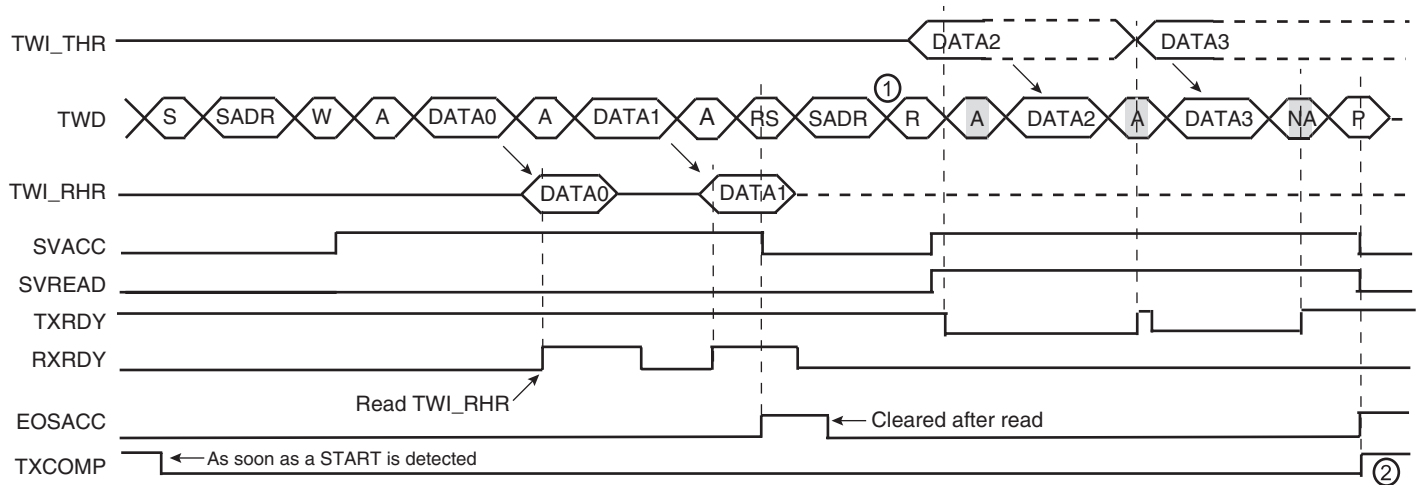 TWI_THR DATA2 DATA3
①
TWD S SADR W A DATA0 A DATA1 A RS SADR R A DATA2 A DATA3 NA P
TWI_RHR DATA0 DATA1
SVACC
SVREAD
TXRDY
RXRDY
Read TWI_RHR
EOSACC Cleared after read
TXCOMP As soon as a START is detected ②